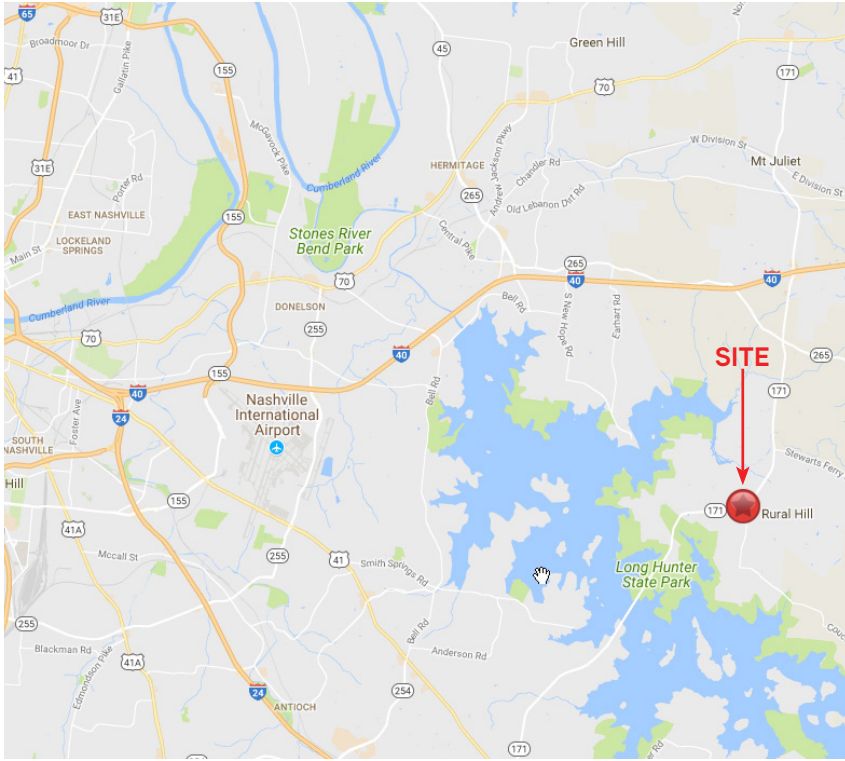 65
31E
Broadmoor Dr
Gallatin Pike
41
155
45
Green Hill
70
171
McGavock Pike
Cumberland River
HERMITAGE
Andrew Jackson Pkwy
Chandler Rd
W Division St
Mt Juliet
E Division St
31E
Porter Rd
265
Old Lebanon Dirt Rd
EAST NASHVILLE
155
Main St
LOCKELAND
SPRINGS
Stones River
Bend Park
Central Pike
265
70
40
40
Cumberland River
DONELSON
Bell Rd
S New Hope Rd
Earhart Rd
255
70
40
265
SITE
155
40
171
Bell Rd
Nashville
International
Airport
24
Foster Ave
SOUTH
NASHVILLE
Stewarts Ferry
Hill
155
171
Rural Hill
41A
Mccall St
255
41
Smith Springs Rd
Long Hunter
State Park
255
Bell Rd
Blackman Rd
41A
Anderson Rd
Edmondson Pike
24
254
ANTIOCH
171